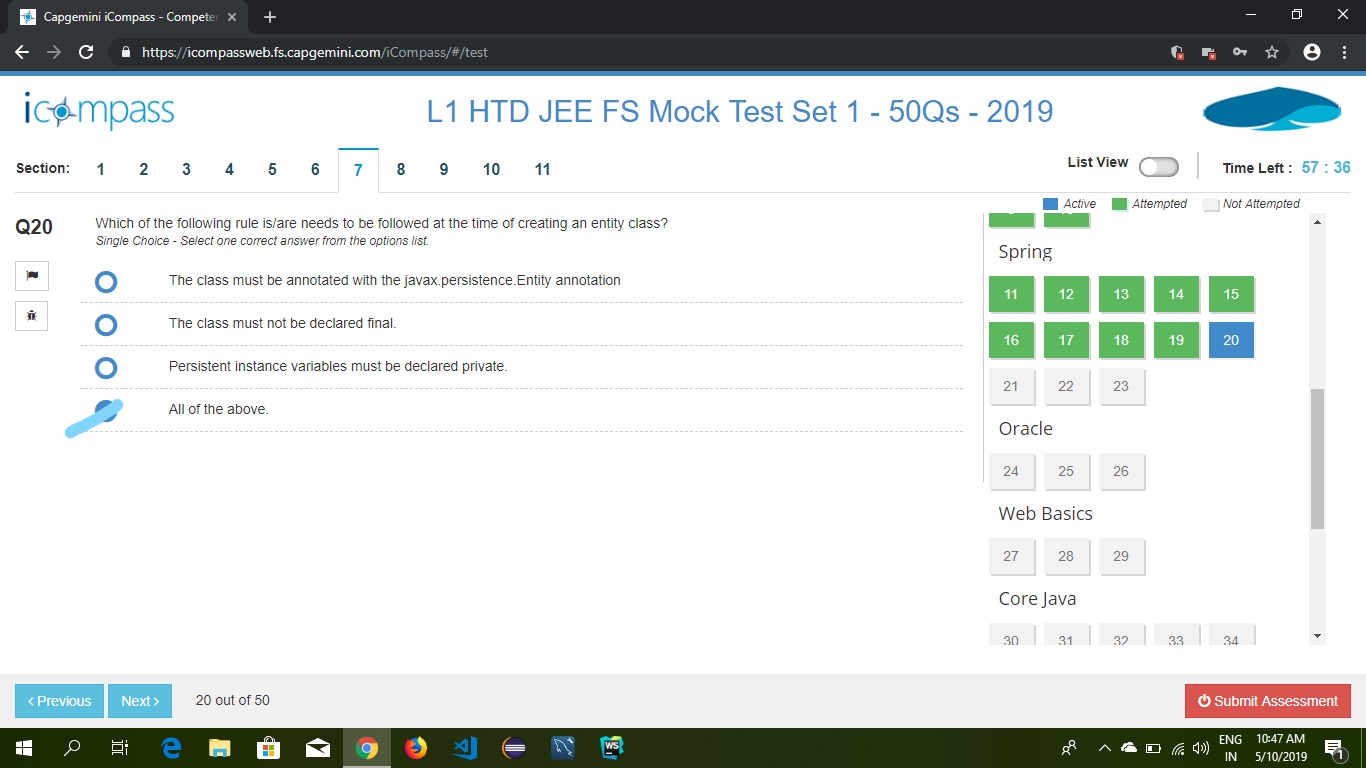 Capgemini iCompass - Competer
https://icompassweb.fs.capgemini.com/iCompass/#/test
icompass
L1 HTD JEE FS Mock Test Set 1 - 50Qs - 2019
Section: 1 2 3 4 5 6 7 8 9 10 11
List View
Time Left : 57 : 36
Active Attempted Not Attempted
Q20
Which of the following rule is/are needs to be followed at the time of creating an entity class?
Single Choice - Select one correct answer from the options list.
The class must be annotated with the javax.persistence.Entity annotation
The class must not be declared final.
Persistent instance variables must be declared private.
All of the above.
Spring
11 12 13 14 15
16 17 18 19 20
21 22 23
Oracle
24 25 26
Web Basics
27 28 29
Core Java
30 31 32 33 34
Previous
Next
20 out of 50
Submit Assessment
WS
ENG
IN
10:47 AM
5/10/2019
1